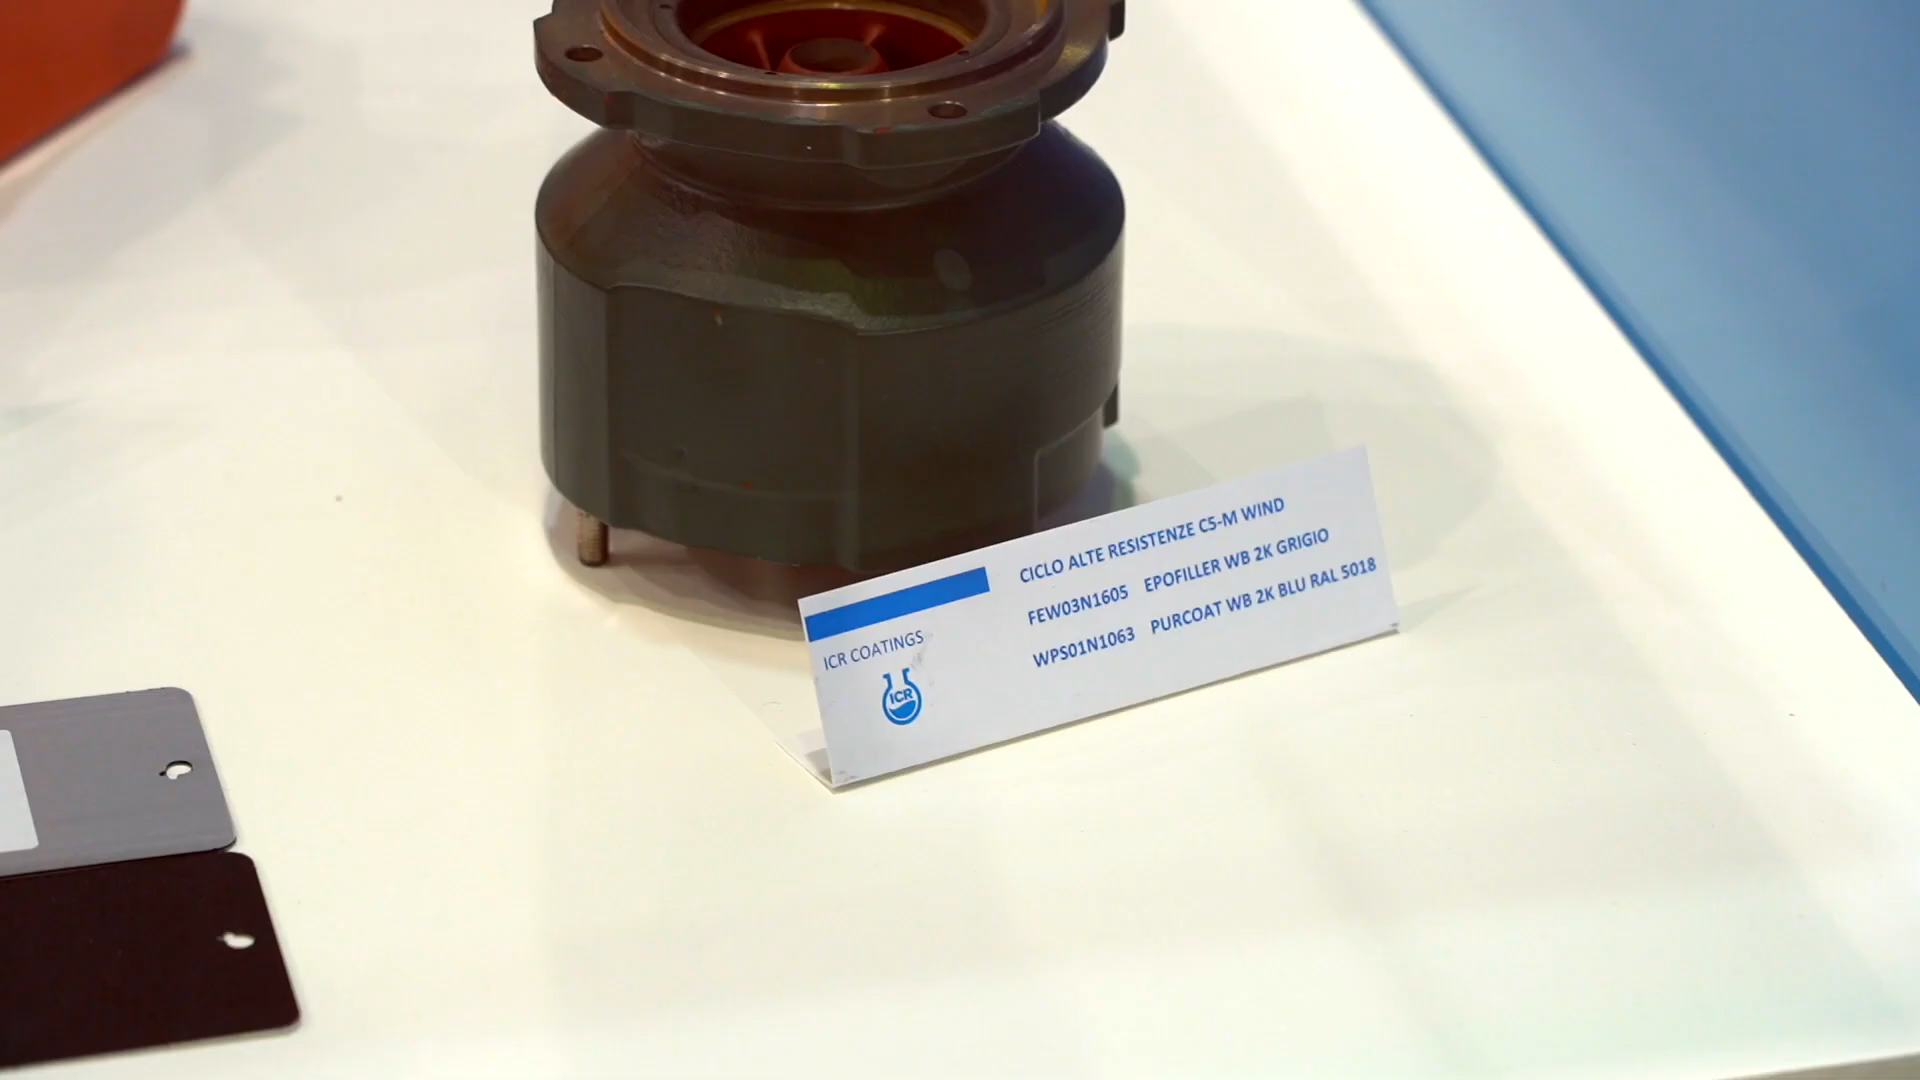 CICLO ALTE RESISTENZE C5-M WIND
FEW03N1605 EPOFILLER WB 2K GRIGIO
WPS01N1063 PURCOAT WB 2K BLU RAL 5018
ICR COATINGS
ICR